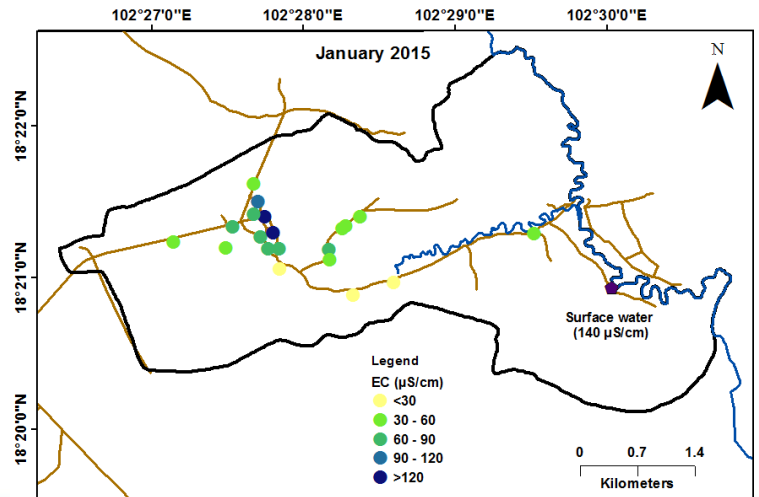 102°27'0"E 102°28'0"E 102°29'0"E 102°30'0"E
January 2015
N
18°22'0"N
18°21'0"N
18°20'0"N
Surface water
(140 µS/cm)
Legend
EC (µS/cm)
<30
30 - 60
60 - 90
90 - 120
>120
0 0.7 1.4
Kilometers